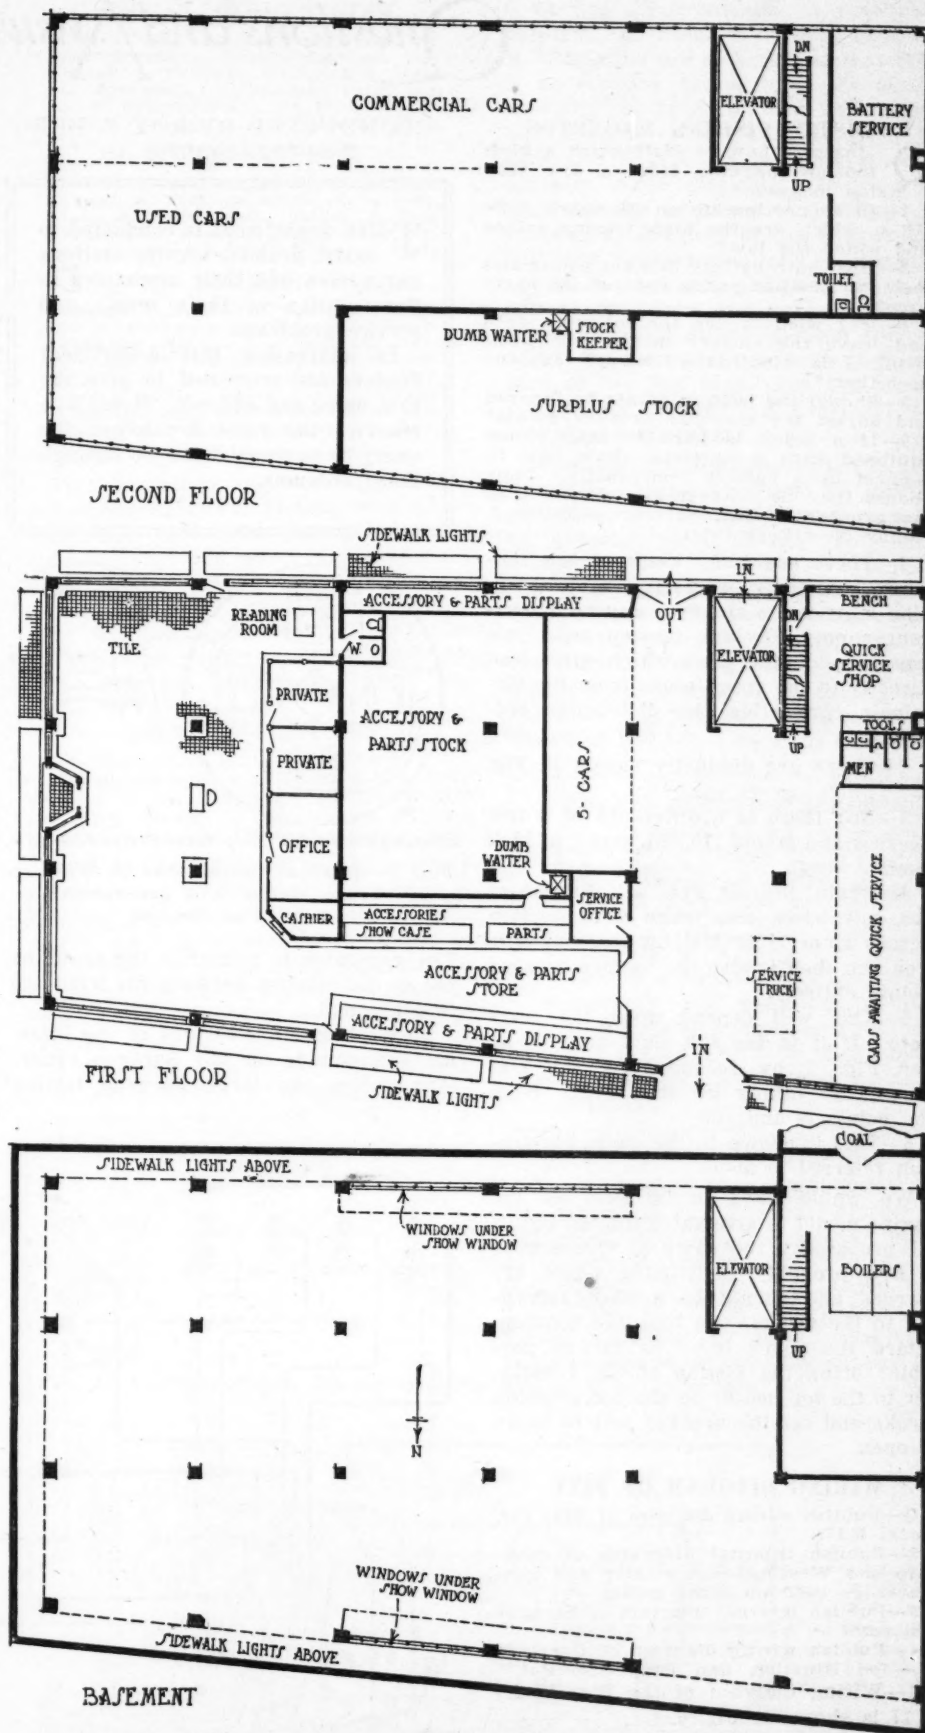 DN
COMMERCIAL CARS
ELEVATOR
BATTERY
SERVICE
UP
USED CARS
TOILET
DUMB WAITER
STOCK
KEEPER
SURPLUS STOCK
SECOND FLOOR
SIDEWALK LIGHTS
IN
ACCESSORY & PARTS DISPLAY
OUT
BENCH
READING
ROOM
TILE
W.
DN
ELEVATOR
QUICK
SERVICE
SHOP
PRIVATE
ACCESSORY &
PARTS STOCK
TOOLS
UP
PRIVATE
MEN
5-CARS
OFFICE
DUMB
WAITER
CASHIER
ACCESSORIES
SHOW CASE
PARTS
SERVICE
OFFICE
ACCESSORY & PARTS
STORE
SERVICE
TRUCK
CARS AWAITING QUICK SERVICE
ACCESSORY & PARTS DISPLAY
IN
FIRST FLOOR
SIDEWALK LIGHTS
COAL
SIDEWALK LIGHTS ABOVE
WINDOWS UNDER
SHOW WINDOW
ELEVATOR
BOILERS
UP
N
WINDOWS UNDER
SHOW WINDOW
SIDEWALK LIGHTS ABOVE
BASEMENT